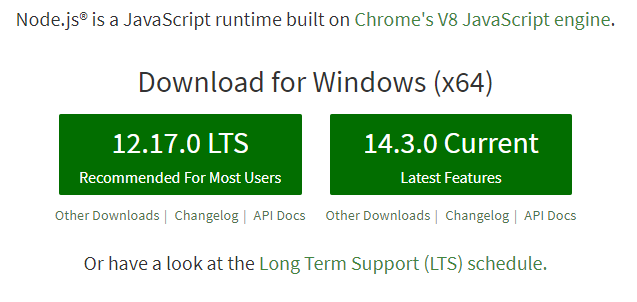 Node.js® is a JavaScript runtime built on Chrome's V8 JavaScript engine.
Download for Windows (x64)
12.17.0 LTS
Recommended For Most Users
14.3.0 Current
Latest Features
Other Downloads | Changelog | API Docs
Other Downloads | Changelog | API Docs
Or have a look at the Long Term Support (LTS) schedule.